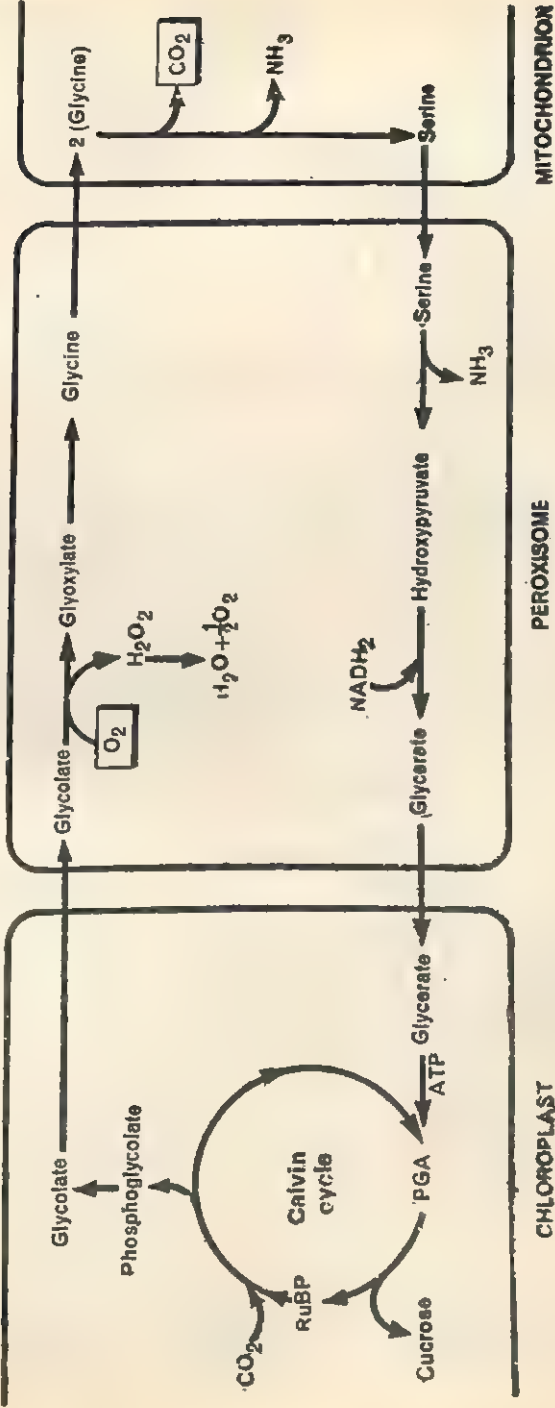 Glycolate
Phosphoglycolate
Calvin
cycle
CO2
RuBP
PGA
Cucrose
ATP
Glycerate
CHLOROPLAST
Glycolate
O2
Glyoxylate
H2O2
H2O+½O2
Glycine
Glycerate
NADH2
Hydroxypyruvate
NH3
Serine
PEROXISOME
2 (Glycine)
CO2
NH3
Serine
MITOCHONDRION